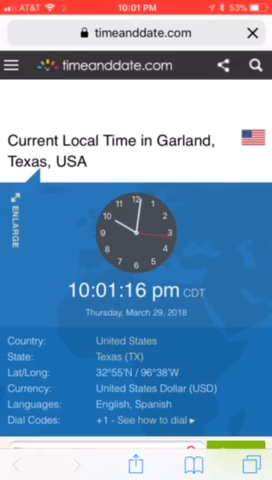 AT&T 10:01 PM 53%
timeanddate.com
timeanddate.com
Current Local Time in Garland,
Texas, USA
ENLARGE
12
1
2
3
4
5
6
7
8
9
10
11
10:01:16 pm CDT
Thursday, March 29, 2018
Country: United States
State: Texas (TX)
Lat/Long: 32°55'N / 96°38'W
Currency: United States Dollar (USD)
Languages: English, Spanish
Dial Codes: +1 - See how to dial ▸